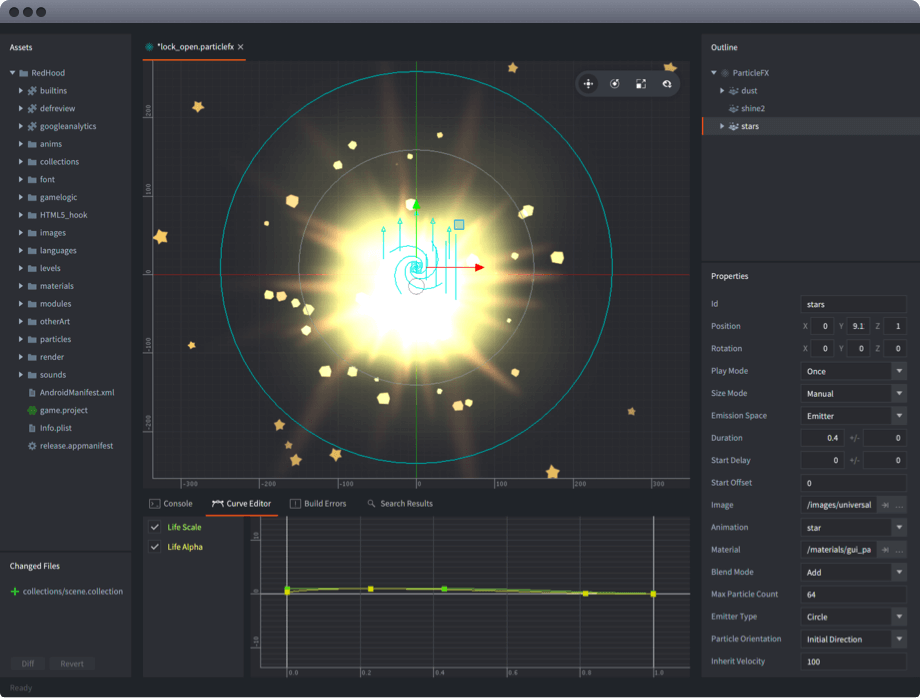 Assets
RedHood
builtins
defreview
googleanalytics
anims
collections
font
gamelogic
HTML5_hook
images
languages
levels
materials
modules
otherArt
particles
render
sounds
AndroidManifest.xml
game.project
Info.plist
release.appmanifest
Changed Files
collections/scene.collection
Diff Revert
Ready
*lock_open.particlefx
200
100
0
-100
-200
-300 -200 -100 0 100 200 300
Console Curve Editor Build Errors Search Results
Life Scale
Life Alpha
10
0
-10
0.0 0.2 0.4 0.6 0.8 1.0
Outline
ParticleFX
dust
shine2
stars
Properties
Id stars
Position X 0 Y 9.1 Z 1
Rotation X 0 Y 0 Z 0
Play Mode Once
Size Mode Manual
Emission Space Emitter
Duration 0.4 +/- 0
Start Delay 0 +/- 0
Start Offset 0
Image /images/universal ...
Animation star
Material /materials/gui_pa ...
Blend Mode Add
Max Particle Count 64
Emitter Type Circle
Particle Orientation Initial Direction
Inherit Velocity 100